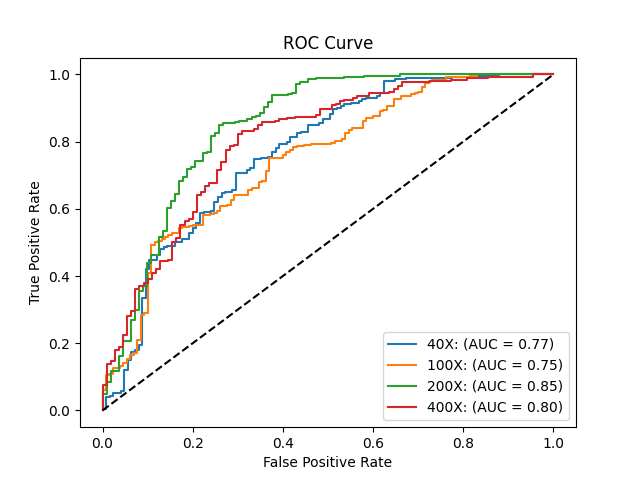 ROC Curve
True Positive Rate
1.0
0.8
0.6
0.4
0.2
0.0
40X: (AUC = 0.77)
100X: (AUC = 0.75)
200X: (AUC = 0.85)
400X: (AUC = 0.80)
0.0 0.2 0.4 0.6 0.8 1.0
False Positive Rate